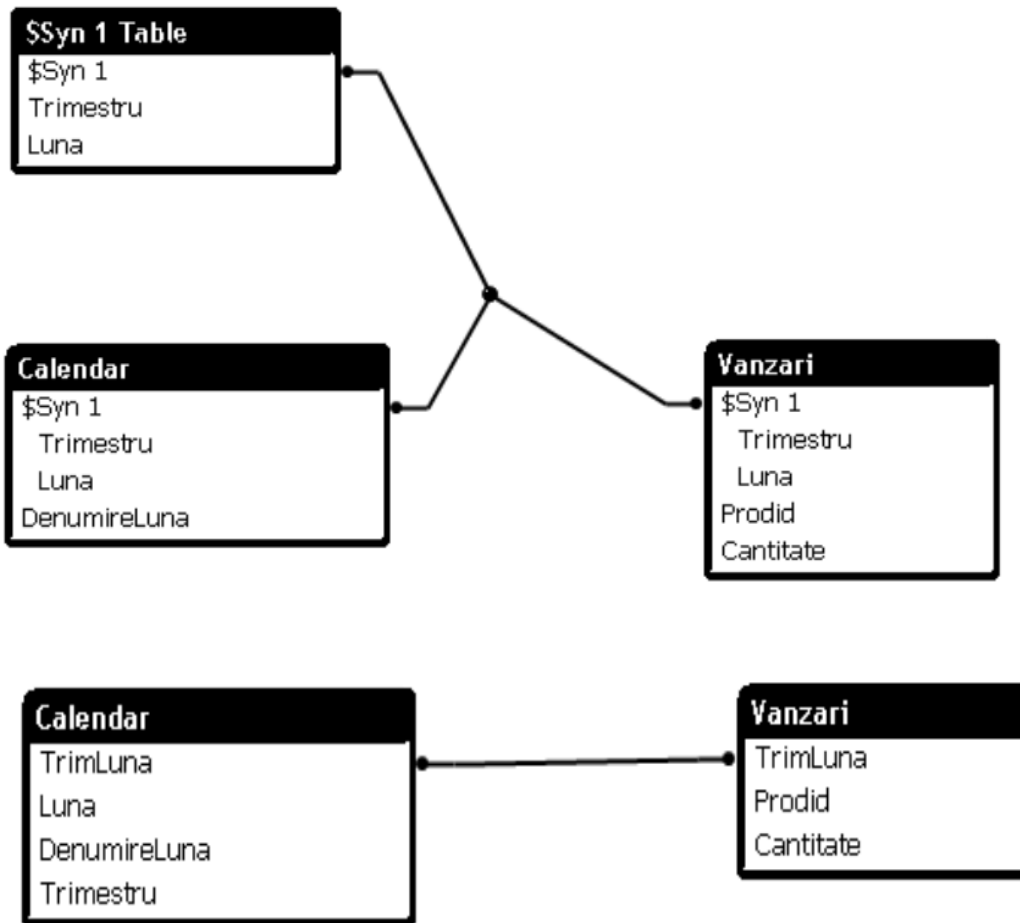 $Syn 1 Table
$Syn 1
Trimestru
Luna
Calendar
$Syn 1
Trimestru
Luna
DenumireLuna
Vanzari
$Syn 1
Trimestru
Luna
Prodid
Cantitate
Calendar
TrimLuna
Luna
DenumireLuna
Trimestru
Vanzari
TrimLuna
Prodid
Cantitate